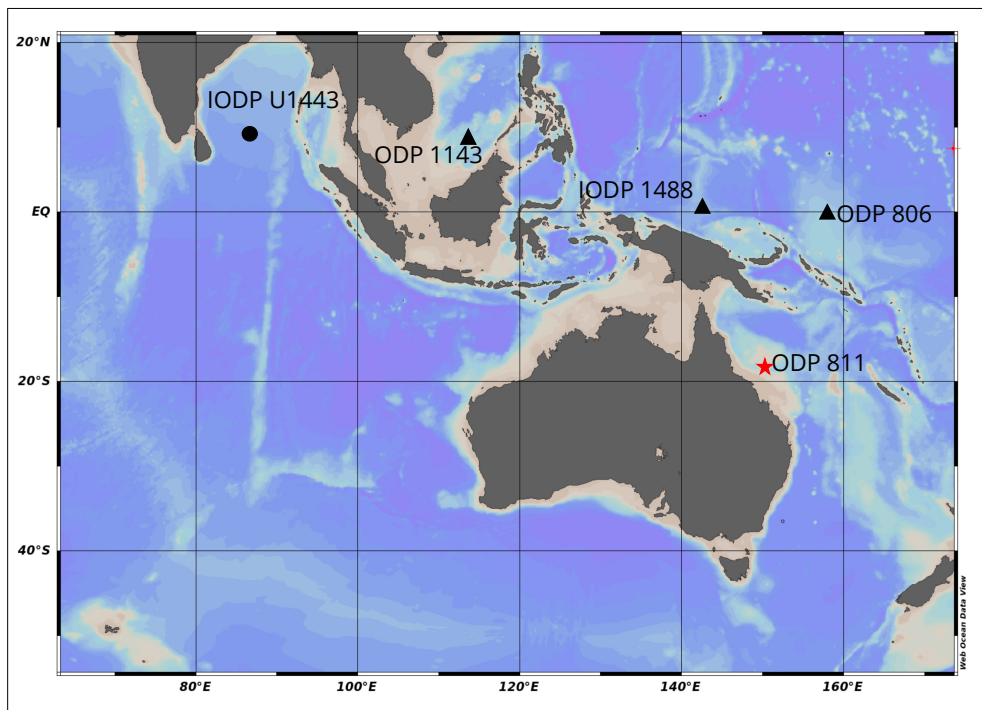 20°N
IODP U1443
ODP 1143
IODP 1488
EQ
ODP 806
ODP 811
20°S
40°S
Web Ocean Data View
80°E
100°E
120°E
140°E
160°E